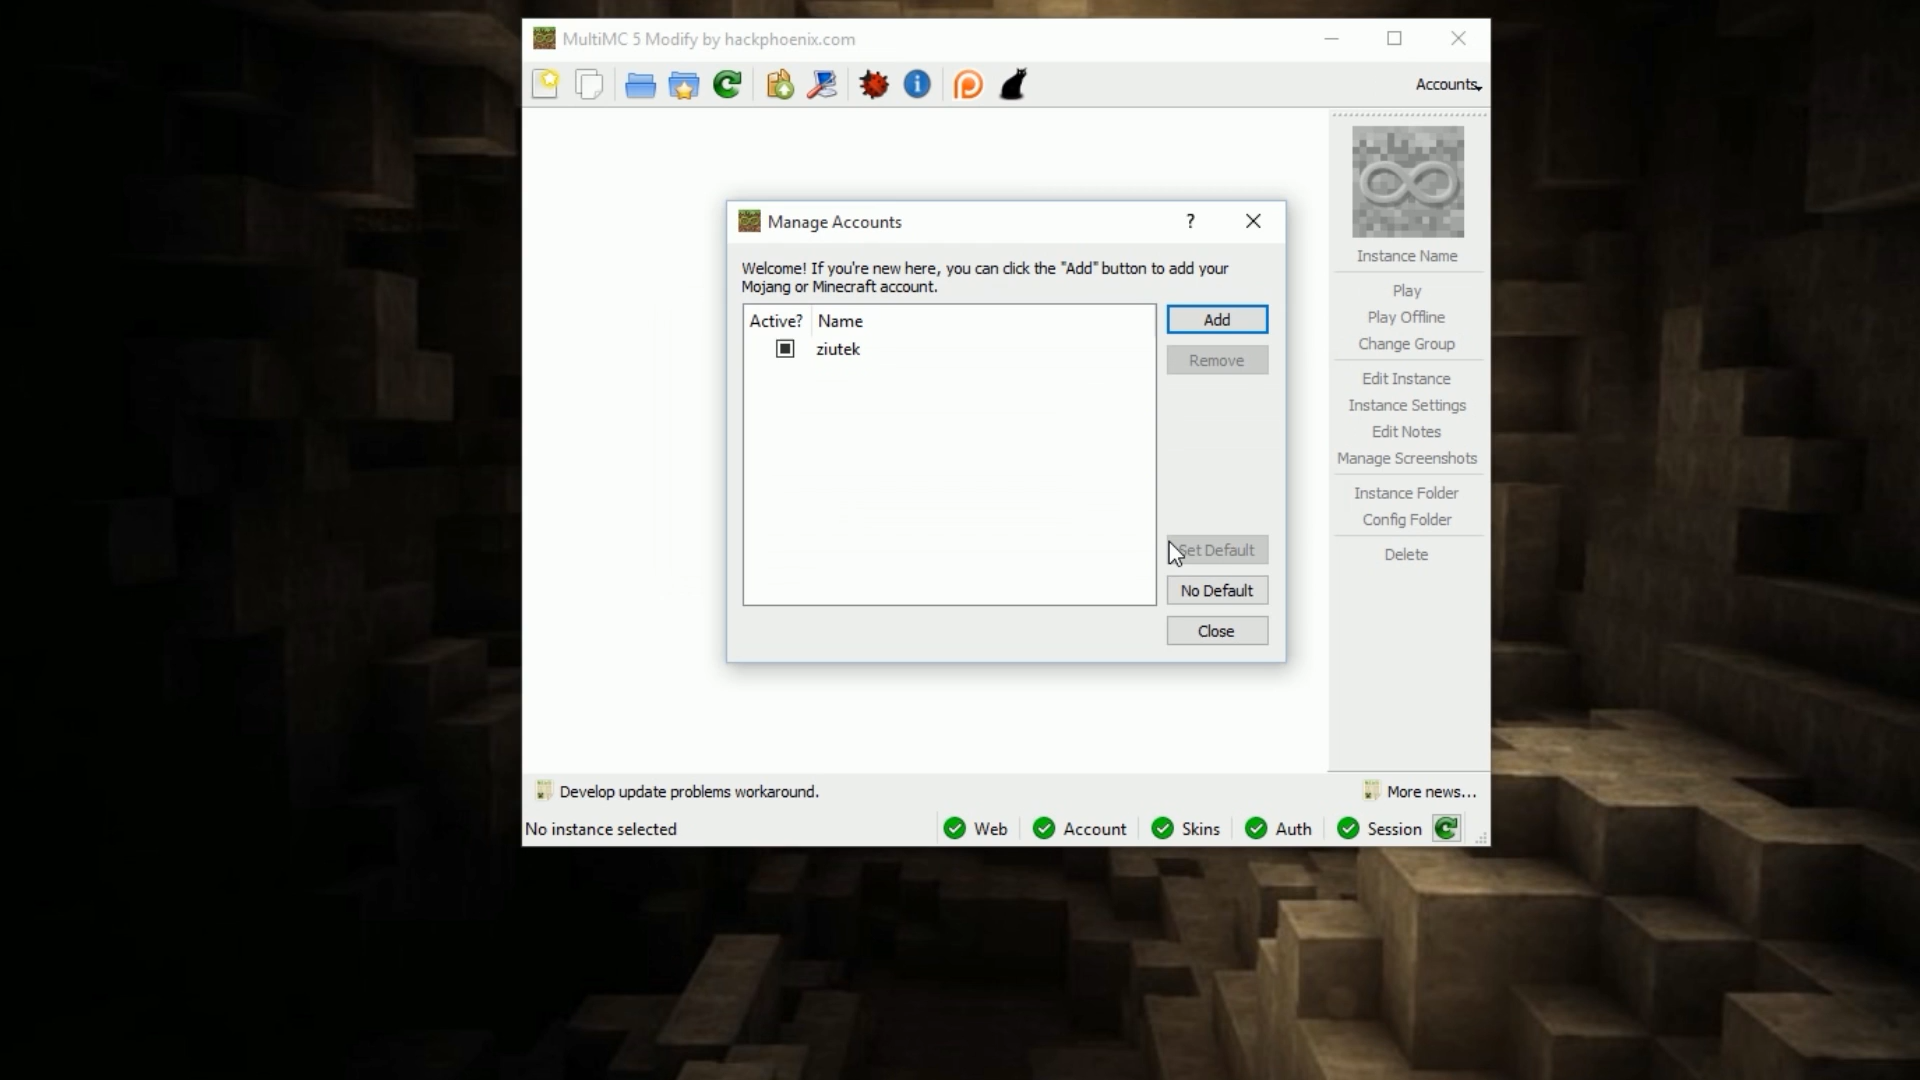 MultiMC 5 Modify by hackphoenix.com
Accounts
Manage Accounts
?
Welcome! If you're new here, you can click the "Add" button to add your
Mojang or Minecraft account.
Active? Name
ziutek
Add
Remove
Set Default
No Default
Close
Instance Name
Play
Play Offline
Change Group
Edit Instance
Instance Settings
Edit Notes
Manage Screenshots
Instance Folder
Config Folder
Delete
Develop update problems workaround.
More news...
No instance selected
Web
Account
Skins
Auth
Session